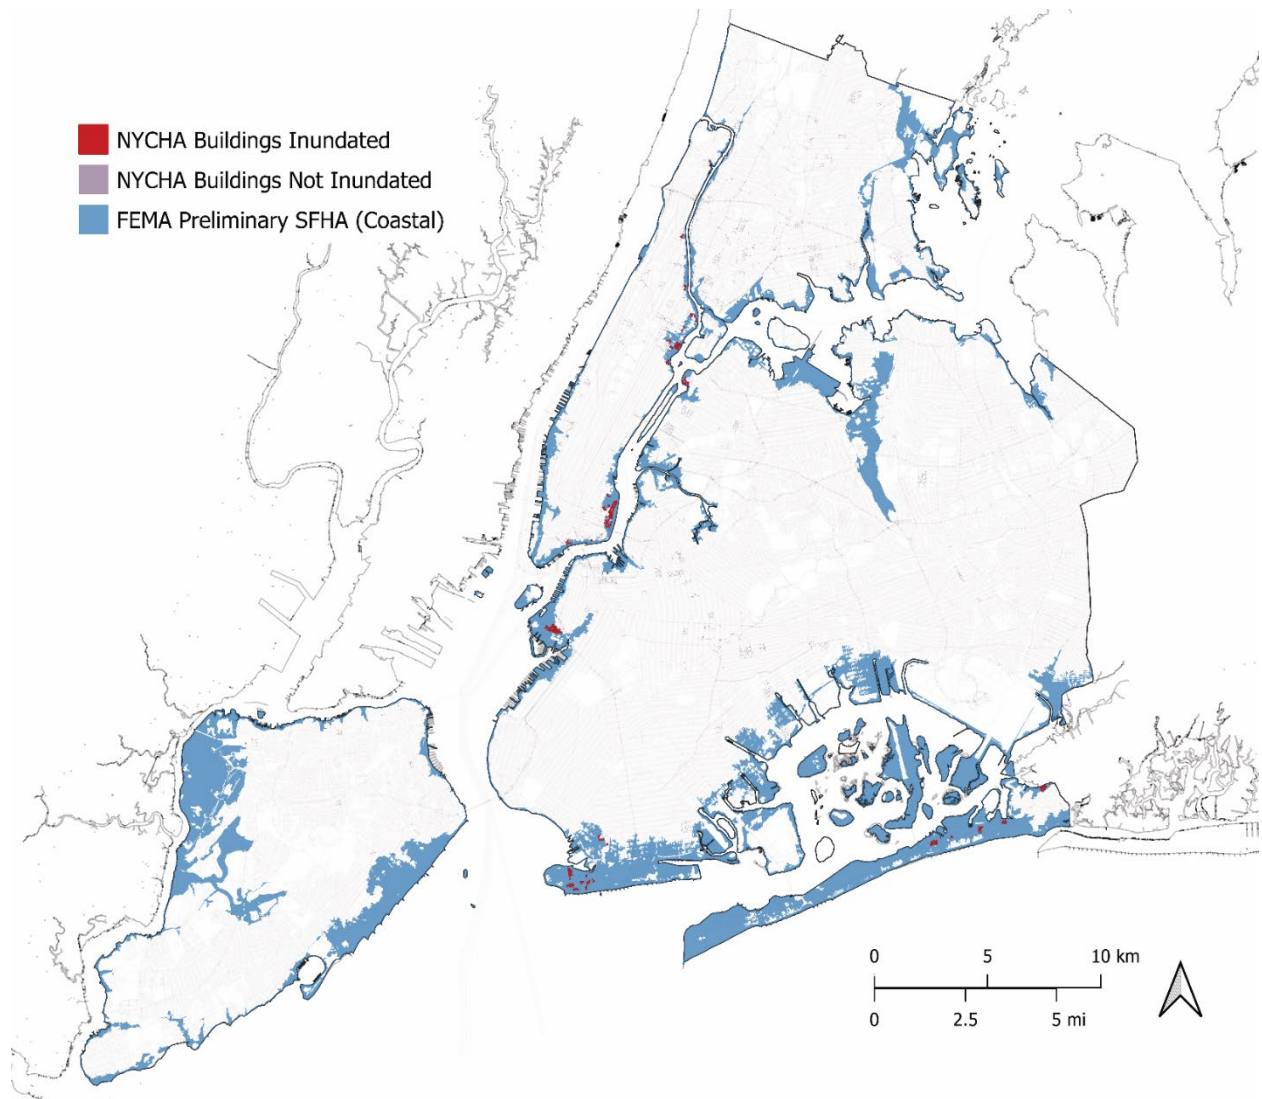 NYCHA Buildings Inundated
NYCHA Buildings Not Inundated
FEMA Preliminary SFHA (Coastal)
0 5 10 km
0 2.5 5 mi